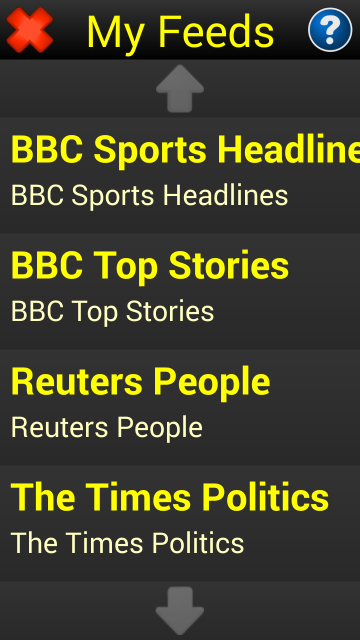 My Feeds
?
BBC Sports Headline
BBC Sports Headlines
BBC Top Stories
BBC Top Stories
Reuters People
Reuters People
The Times Politics
The Times Politics